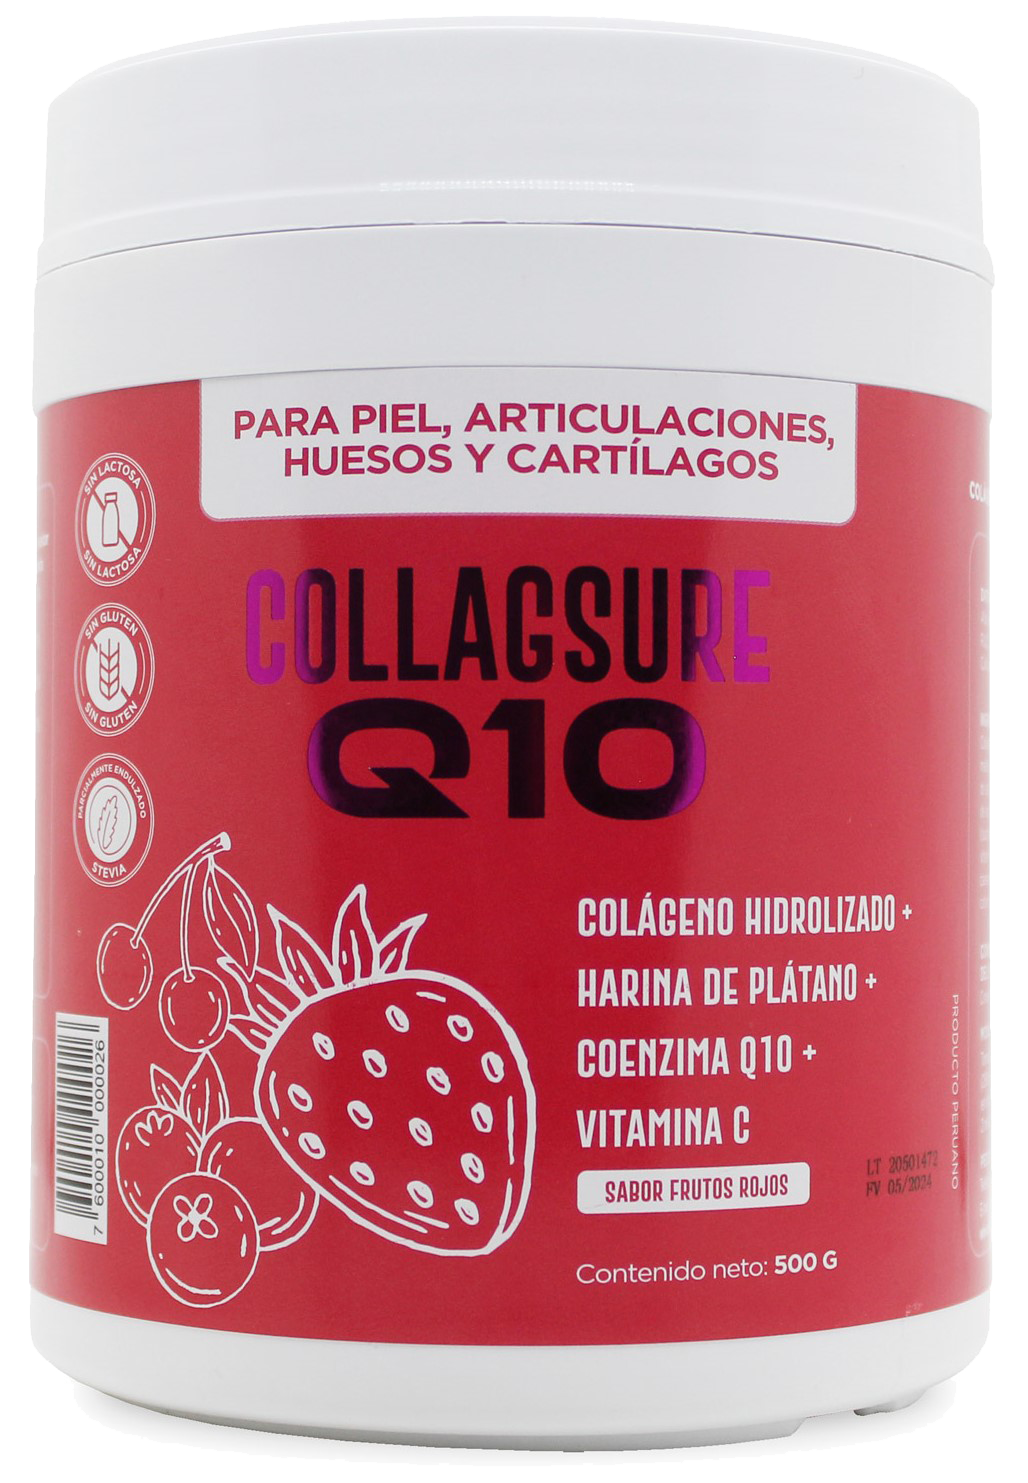 PARA PIEL, ARTICULACIONES,
HUESOS Y CARTÍLAGOS
SIN LACTOSA
SIN LACTOSA
SIN GLUTEN
SIN GLUTEN
PARCIALMENTE ENDULZADO
STEVIA
COLLAGSURE
Q10
COLÁGENO HIDROLIZADO +
HARINA DE PLÁTANO +
COENZIMA Q10 +
VITAMINA C
SABOR FRUTOS ROJOS
Contenido neto: 500 G
LT 20501472
FV 05/2024
PRODUCTO PERUANO
7 600010 000026